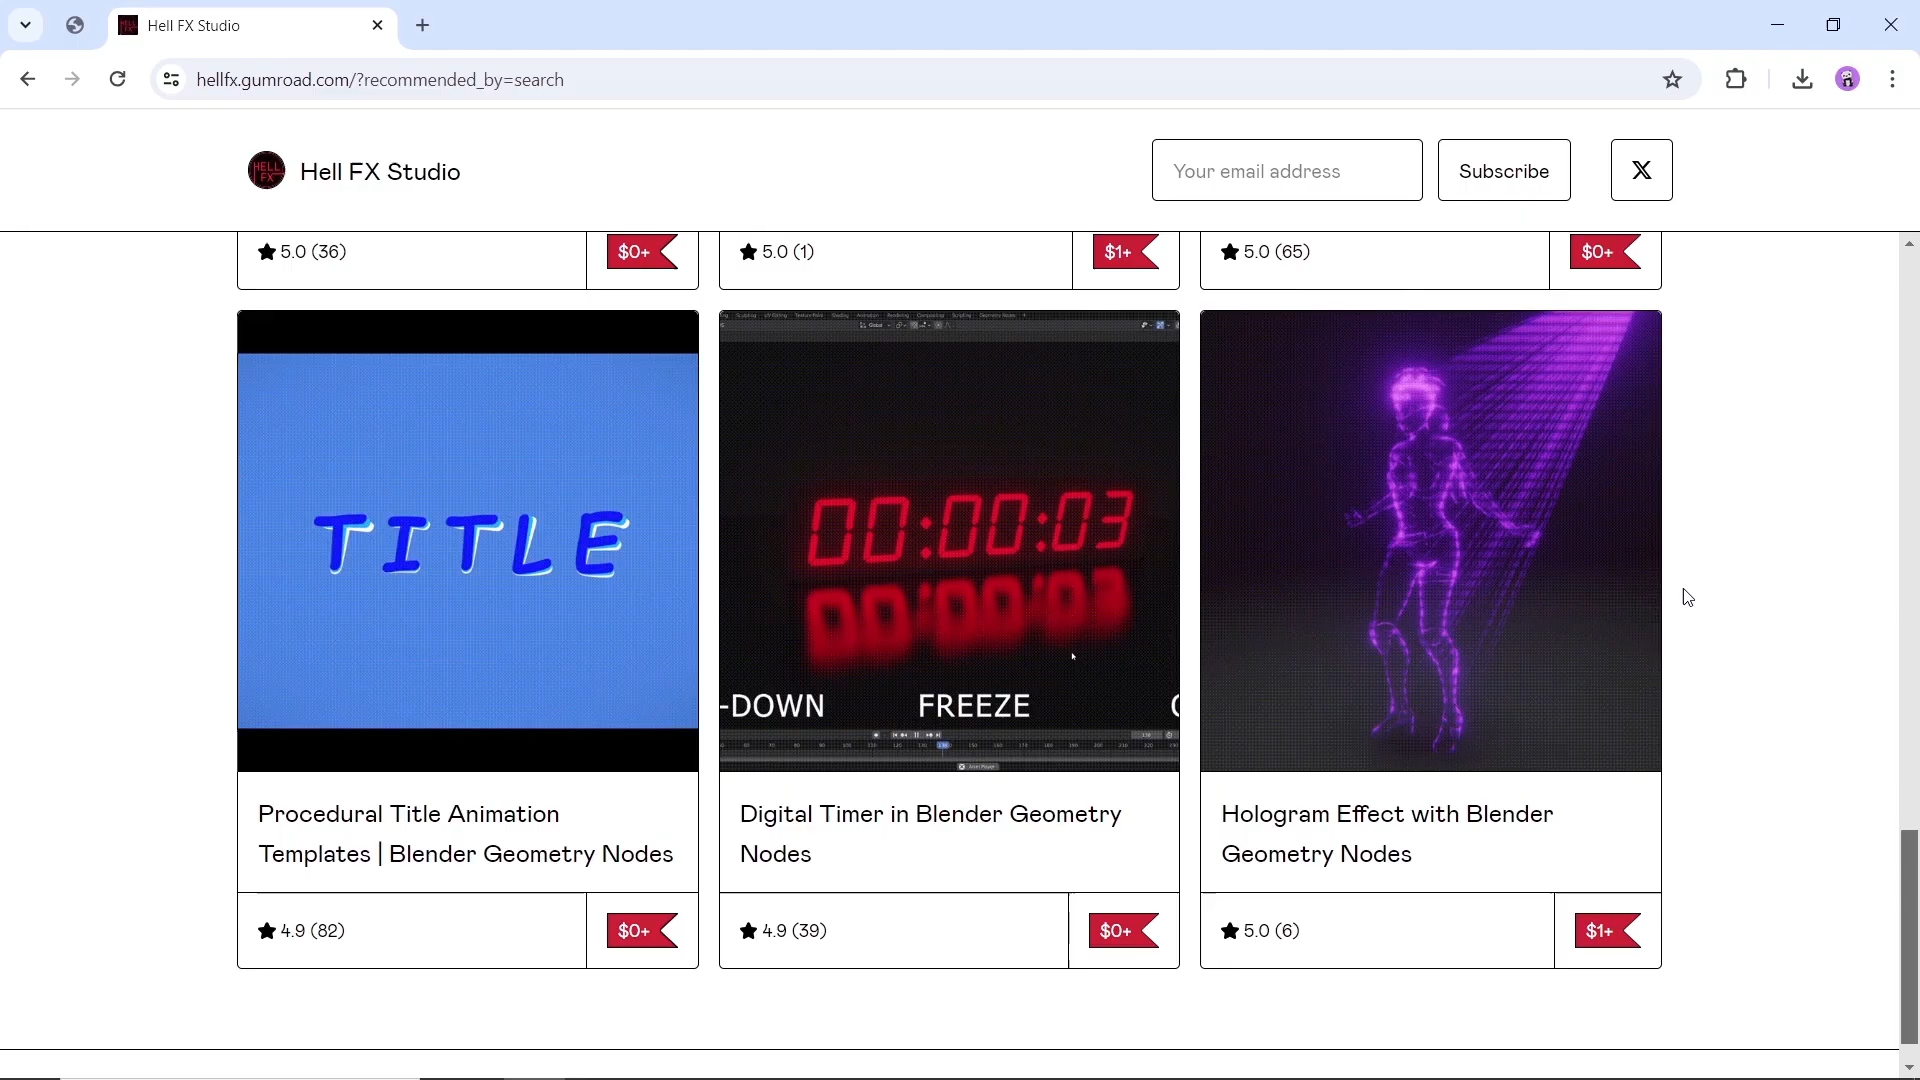 Hell FX Studio
hellfx.gumroad.com/?recommended_by=search
HELL
FX
Hell FX Studio
Your email address
Subscribe
5.0 (36)
$0+
5.0 (1)
$1+
5.0 (65)
$0+
TITLE
00:00:03
-DOWN
FREEZE
Procedural Title Animation
Templates | Blender Geometry Nodes
Digital Timer in Blender Geometry
Nodes
Hologram Effect with Blender
Geometry Nodes
4.9 (82)
$0+
4.9 (39)
$0+
5.0 (6)
$1+